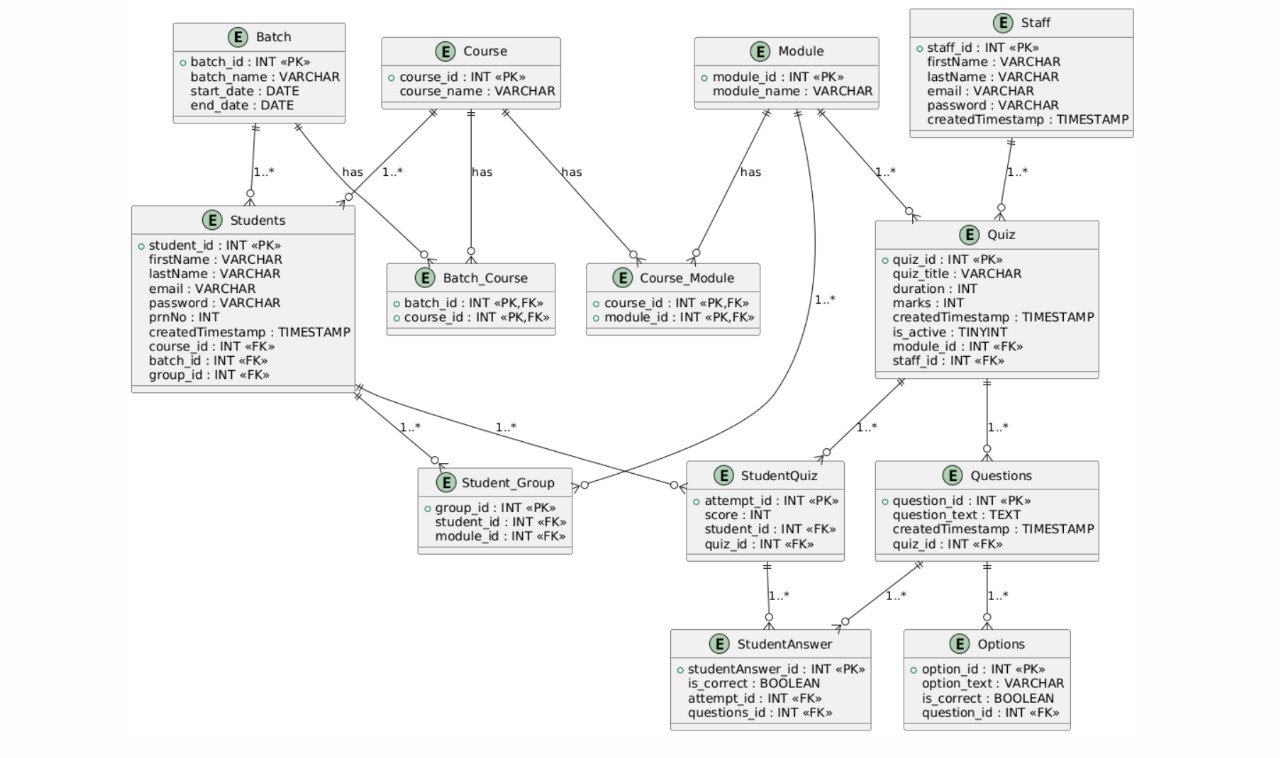 E Batch
batch_id : INT «PK»
batch_name : VARCHAR
start_date : DATE
end_date : DATE
E Course
course_id : INT «PK»
course_name : VARCHAR
E Module
module_id : INT «PK»
module_name : VARCHAR
E Staff
staff_id : INT «PK»
firstName : VARCHAR
lastName : VARCHAR
email : VARCHAR
password : VARCHAR
createdTimestamp : TIMESTAMP
1..*
has
1..*
has
has
has
1..*
1..*
E Students
student_id : INT «PK»
firstName : VARCHAR
lastName : VARCHAR
email : VARCHAR
password : VARCHAR
prnNo : INT
createdTimestamp : TIMESTAMP
course_id : INT «FK»
batch_id : INT «FK»
group_id : INT «FK»
E Batch_Course
batch_id : INT «PK,FK»
course_id : INT «PK,FK»
E Course_Module
course_id : INT «PK,FK»
module_id : INT «PK,FK»
1..*
E Quiz
quiz_id : INT «PK»
quiz_title : VARCHAR
duration : INT
marks : INT
createdTimestamp : TIMESTAMP
is_active : TINYINT
module_id : INT «FK»
staff_id : INT «FK»
1..*
1..*
1..*
1..*
E Student_Group
group_id : INT «PK»
student_id : INT «FK»
module_id : INT «FK»
E StudentQuiz
attempt_id : INT «PK»
score : INT
student_id : INT «FK»
quiz_id : INT «FK»
E Questions
question_id : INT «PK»
question_text : TEXT
createdTimestamp : TIMESTAMP
quiz_id : INT «FK»
1..*
1..*
1..*
E StudentAnswer
studentAnswer_id : INT «PK»
is_correct : BOOLEAN
attempt_id : INT «FK»
questions_id : INT «FK»
E Options
option_id : INT «PK»
option_text : VARCHAR
is_correct : BOOLEAN
question_id : INT «FK»